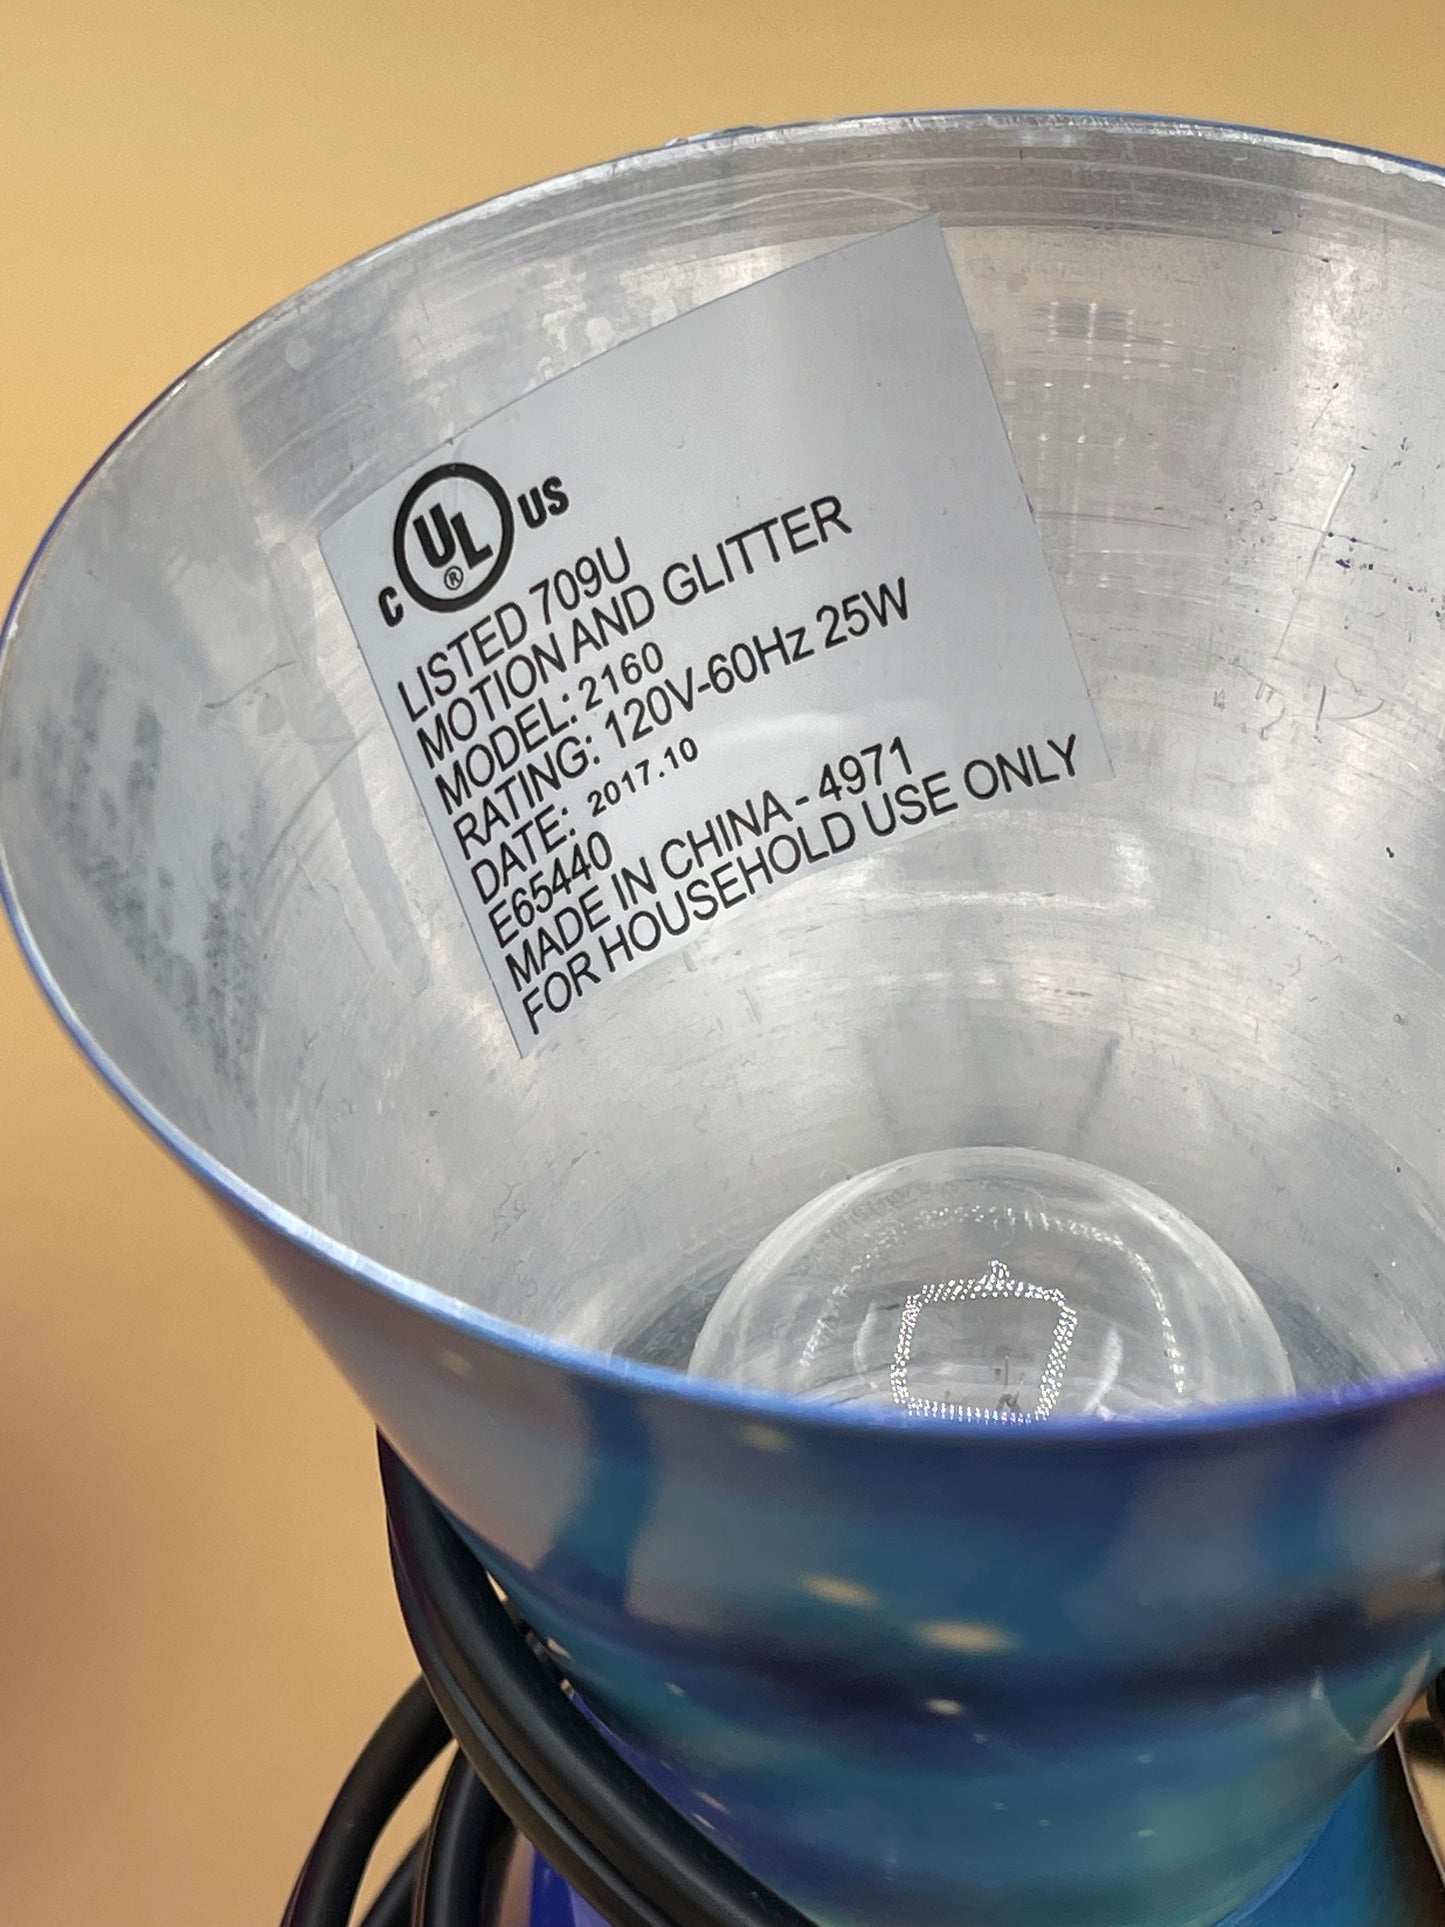 C UL® US
LISTED 709U
MOTION AND GLITTER
MODEL: 2160
RATING: 120V-60Hz 25W
DATE: 2017.10
E65440
MADE IN CHINA - 4971
FOR HOUSEHOLD USE ONLY